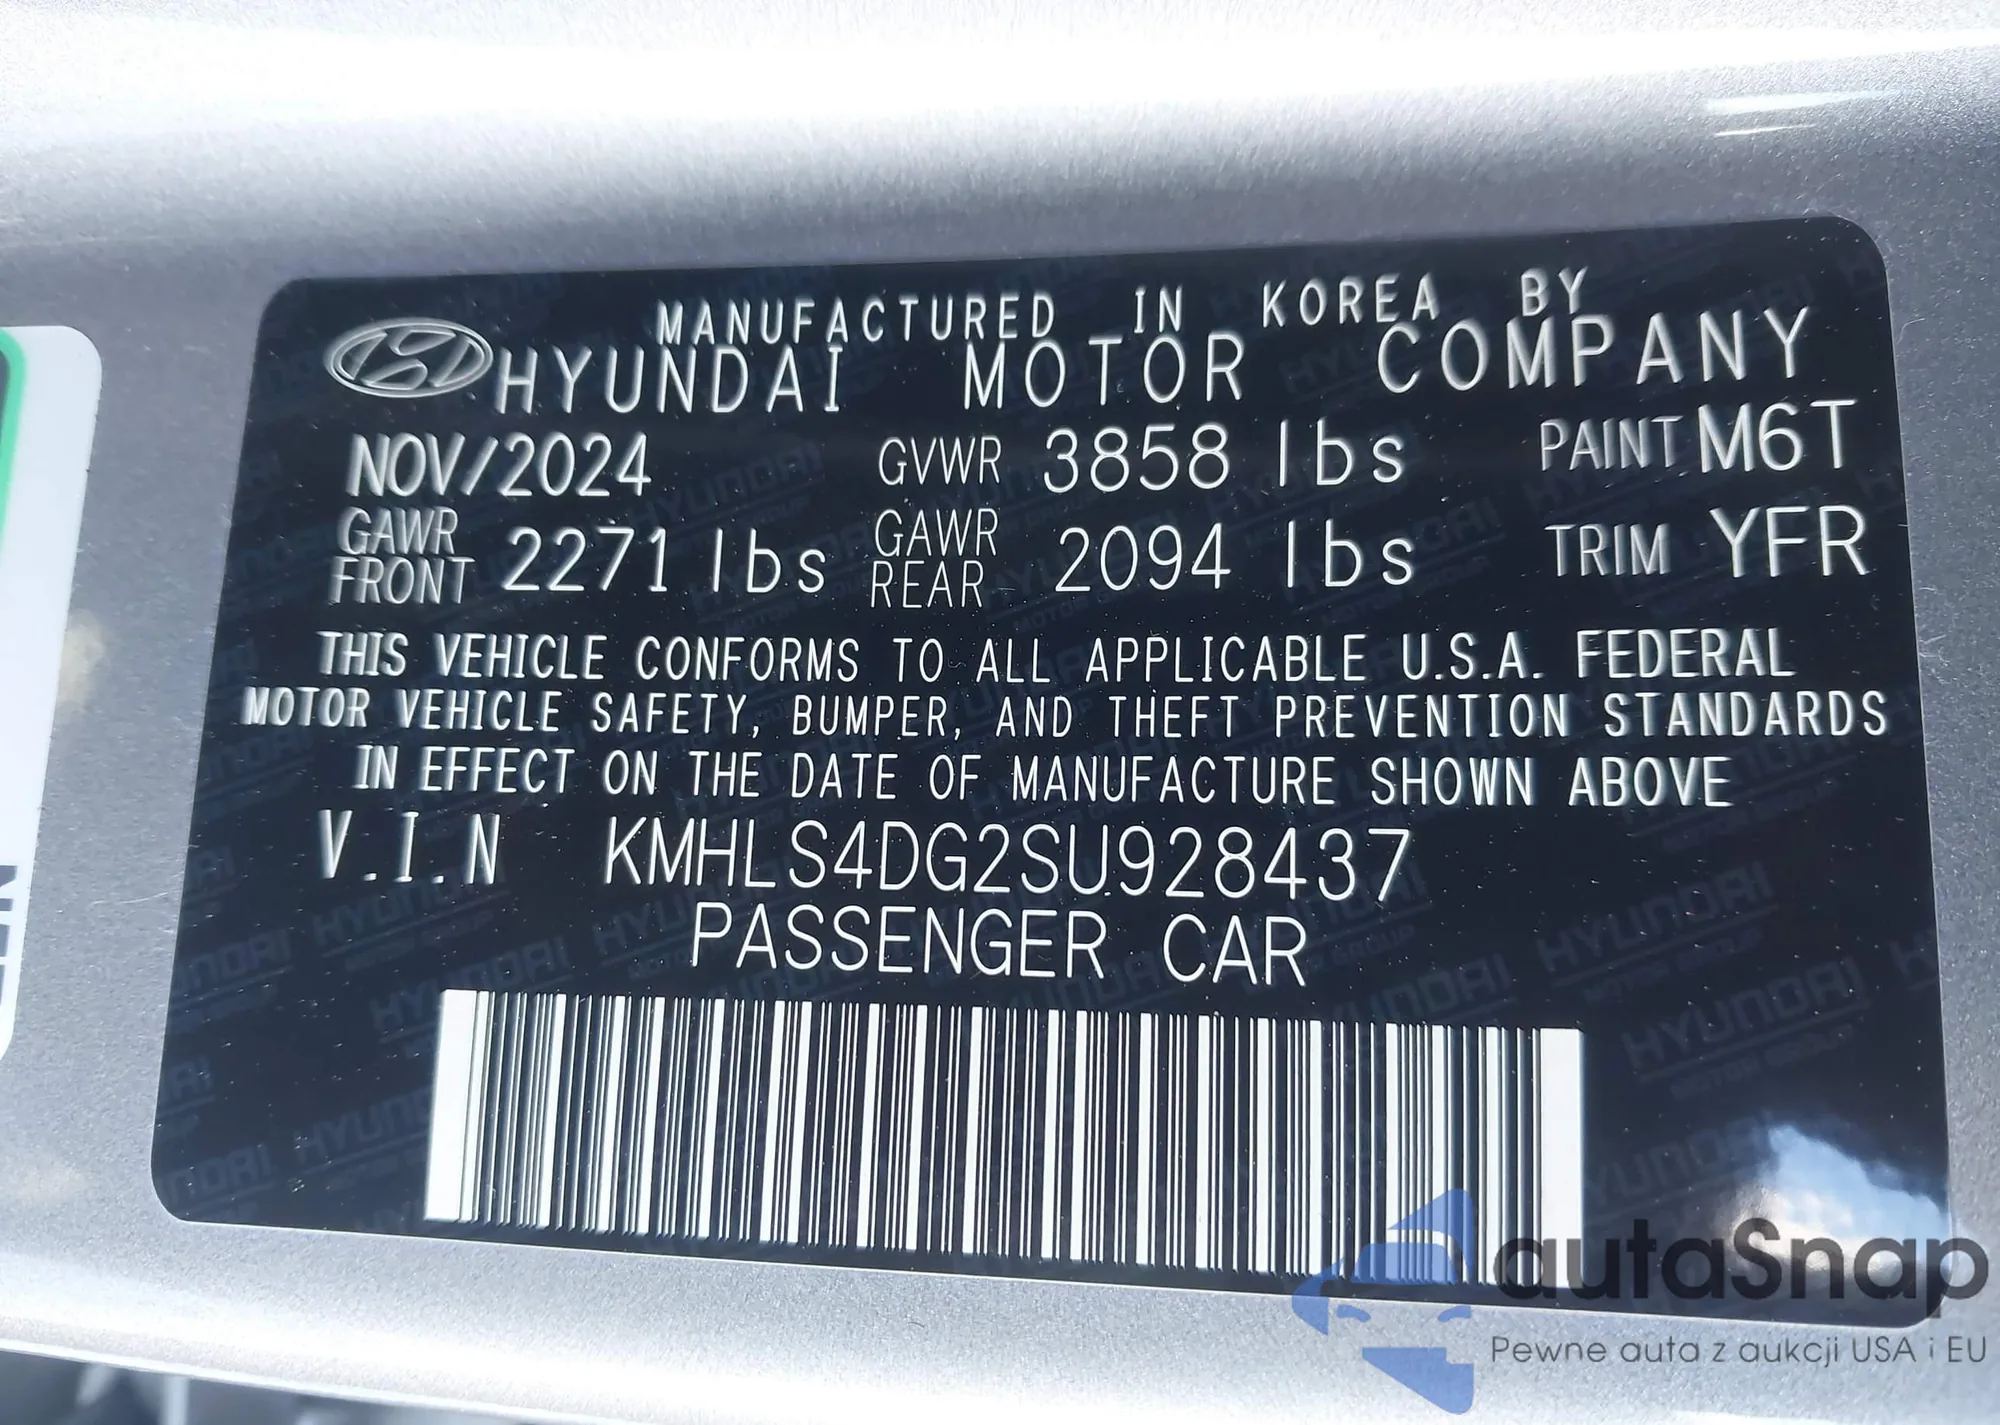 MANUFACTURED IN KOREA BY
HYUNDAI MOTOR COMPANY
NOV/2024 GVWR 3858 lbs PAINT M6T
GAWR FRONT 2271 lbs GAWR REAR 2094 lbs TRIM YFR
THIS VEHICLE CONFORMS TO ALL APPLICABLE U.S.A. FEDERAL
MOTOR VEHICLE SAFETY, BUMPER, AND THEFT PREVENTION STANDARDS
IN EFFECT ON THE DATE OF MANUFACTURE SHOWN ABOVE
V.I.N KMHLS4DG2SU928437
PASSENGER CAR
autaSnap
Pewne auta z aukcji USA i EU